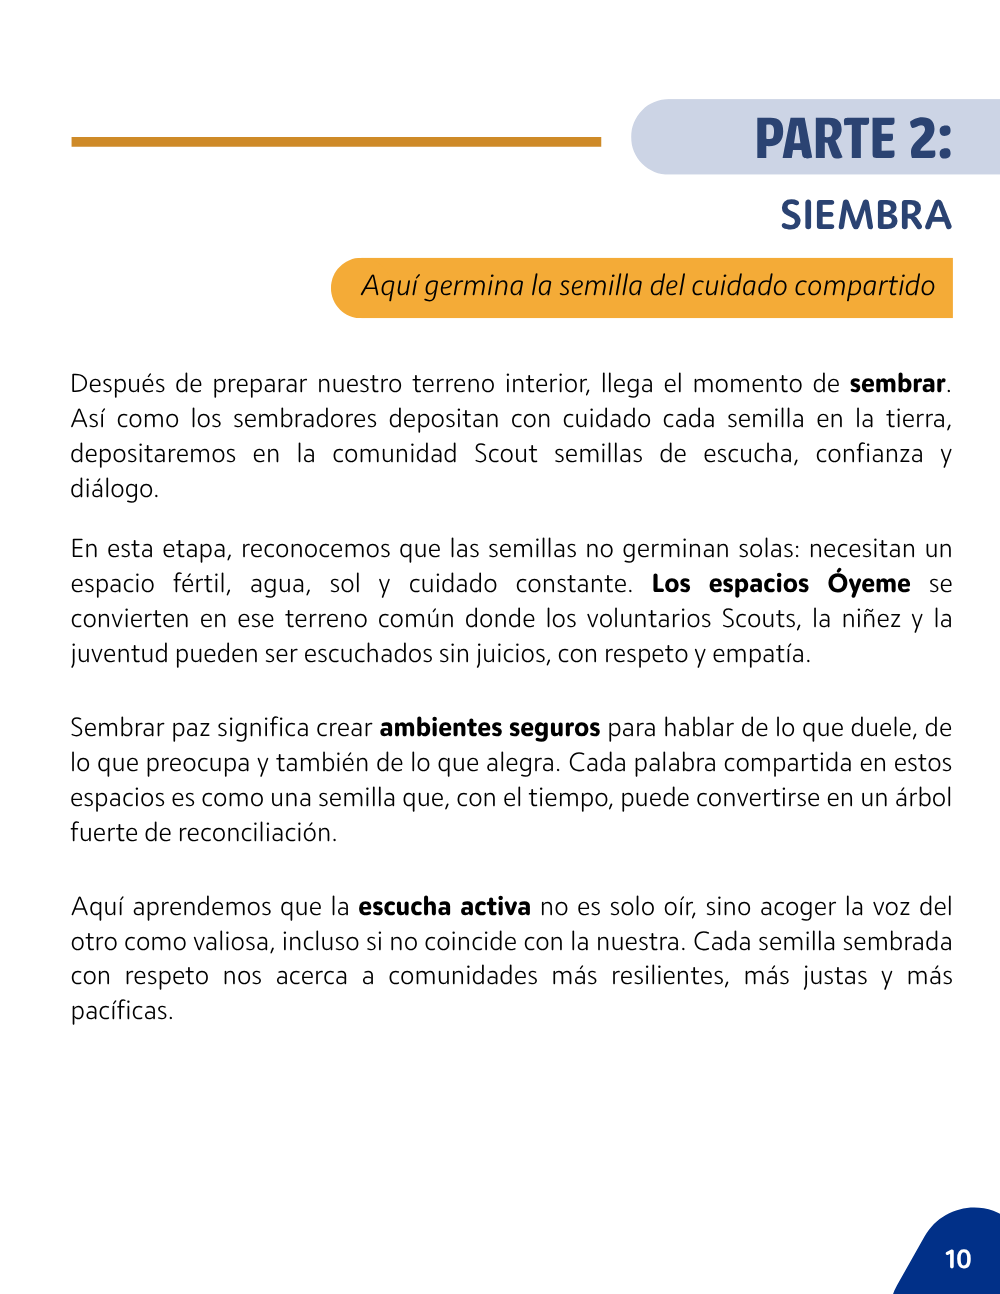 PARTE 2:
SIEMBRA
Aquí germina la semilla del cuidado compartido
Después de preparar nuestro terreno interior, llega el momento de sembrar.
Así como los sembradores depositan con cuidado cada semilla en la tierra,
depositaremos en la comunidad Scout semillas de escucha, confianza y
diálogo.
En esta etapa, reconocemos que las semillas no germinan solas: necesitan un
espacio fértil, agua, sol y cuidado constante. Los espacios Óyeme se
convierten en ese terreno común donde los voluntarios Scouts, la niñez y la
juventud pueden ser escuchados sin juicios, con respeto y empatía.
Sembrar paz significa crear ambientes seguros para hablar de lo que duele, de
lo que preocupa y también de lo que alegra. Cada palabra compartida en estos
espacios es como una semilla que, con el tiempo, puede convertirse en un árbol
fuerte de reconciliación.
Aquí aprendemos que la escucha activa no es solo oír, sino acoger la voz del
otro como valiosa, incluso si no coincide con la nuestra. Cada semilla sembrada
con respeto nos acerca a comunidades más resilientes, más justas y más
pacíficas.
10